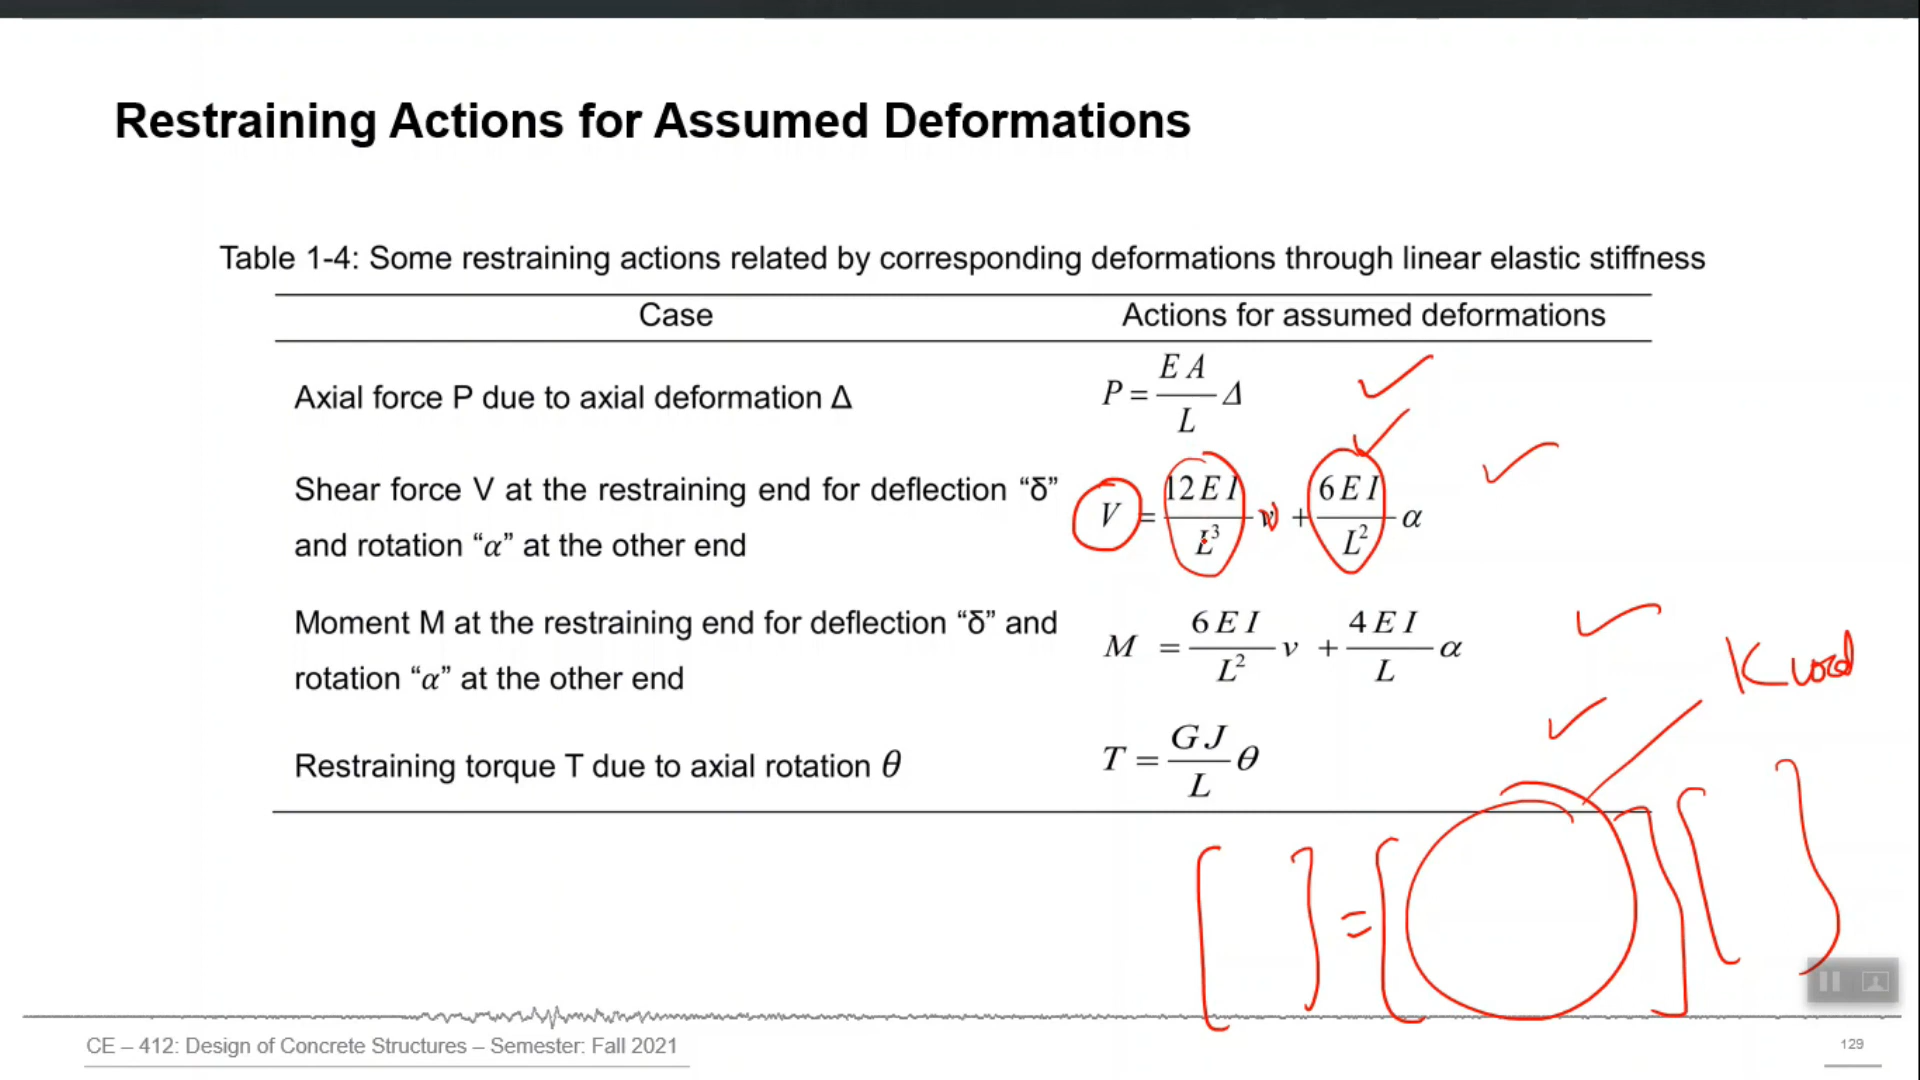 Restraining Actions for Assumed Deformations
Table 1-4: Some restraining actions related by corresponding deformations through linear elastic stiffness
Case Actions for assumed deformations
Axial force P due to axial deformation Δ P = EA/L Δ
Shear force V at the restraining end for deflection “δ”
and rotation “α” at the other end V = 12EI/L³ v + 6EI/L² α
Moment M at the restraining end for deflection “δ” and
rotation “α” at the other end M = 6EI/L² v + 4EI/L α
Restraining torque T due to axial rotation θ T = GJ/L θ
[ ] = [ ] [ ]
CE – 412: Design of Concrete Structures – Semester: Fall 2021
129